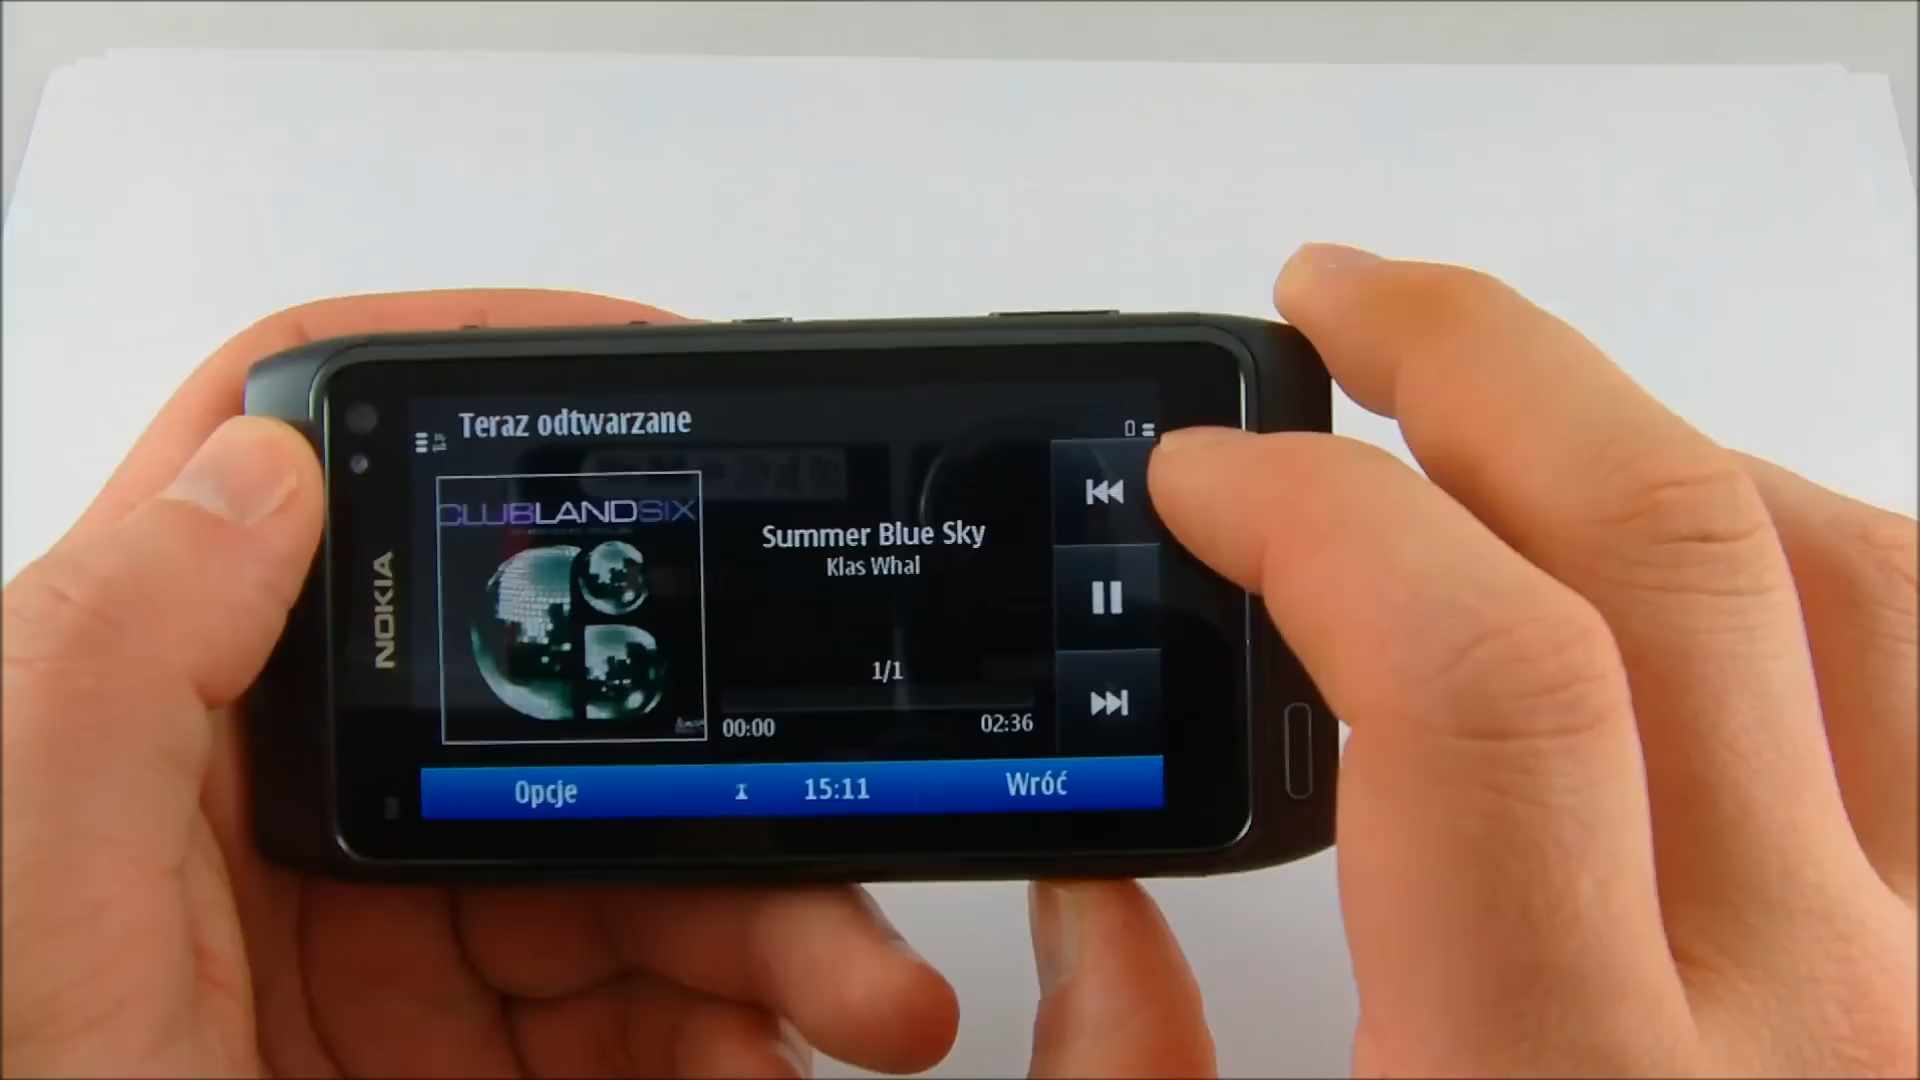 Teraz odtwarzane
CLUBLANDSIX
Summer Blue Sky
Klas Whal
1/1
00:00
02:36
Opcje
15:11
Wróć
NOKIA